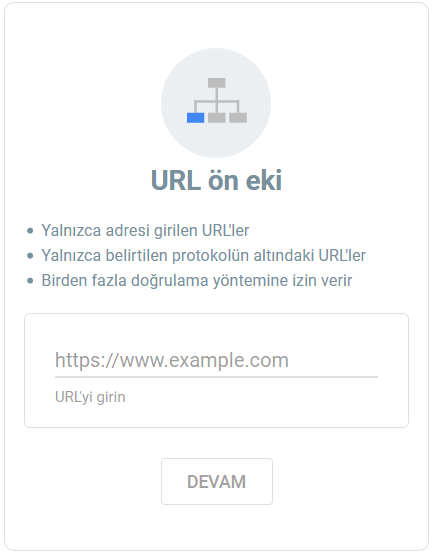 URL ön eki
Yalnızca adresi girilen URL'ler
Yalnızca belirtilen protokolün altındaki URL'ler
Birden fazla doğrulama yöntemine izin verir
https://www.example.com
URL'yi girin
DEVAM